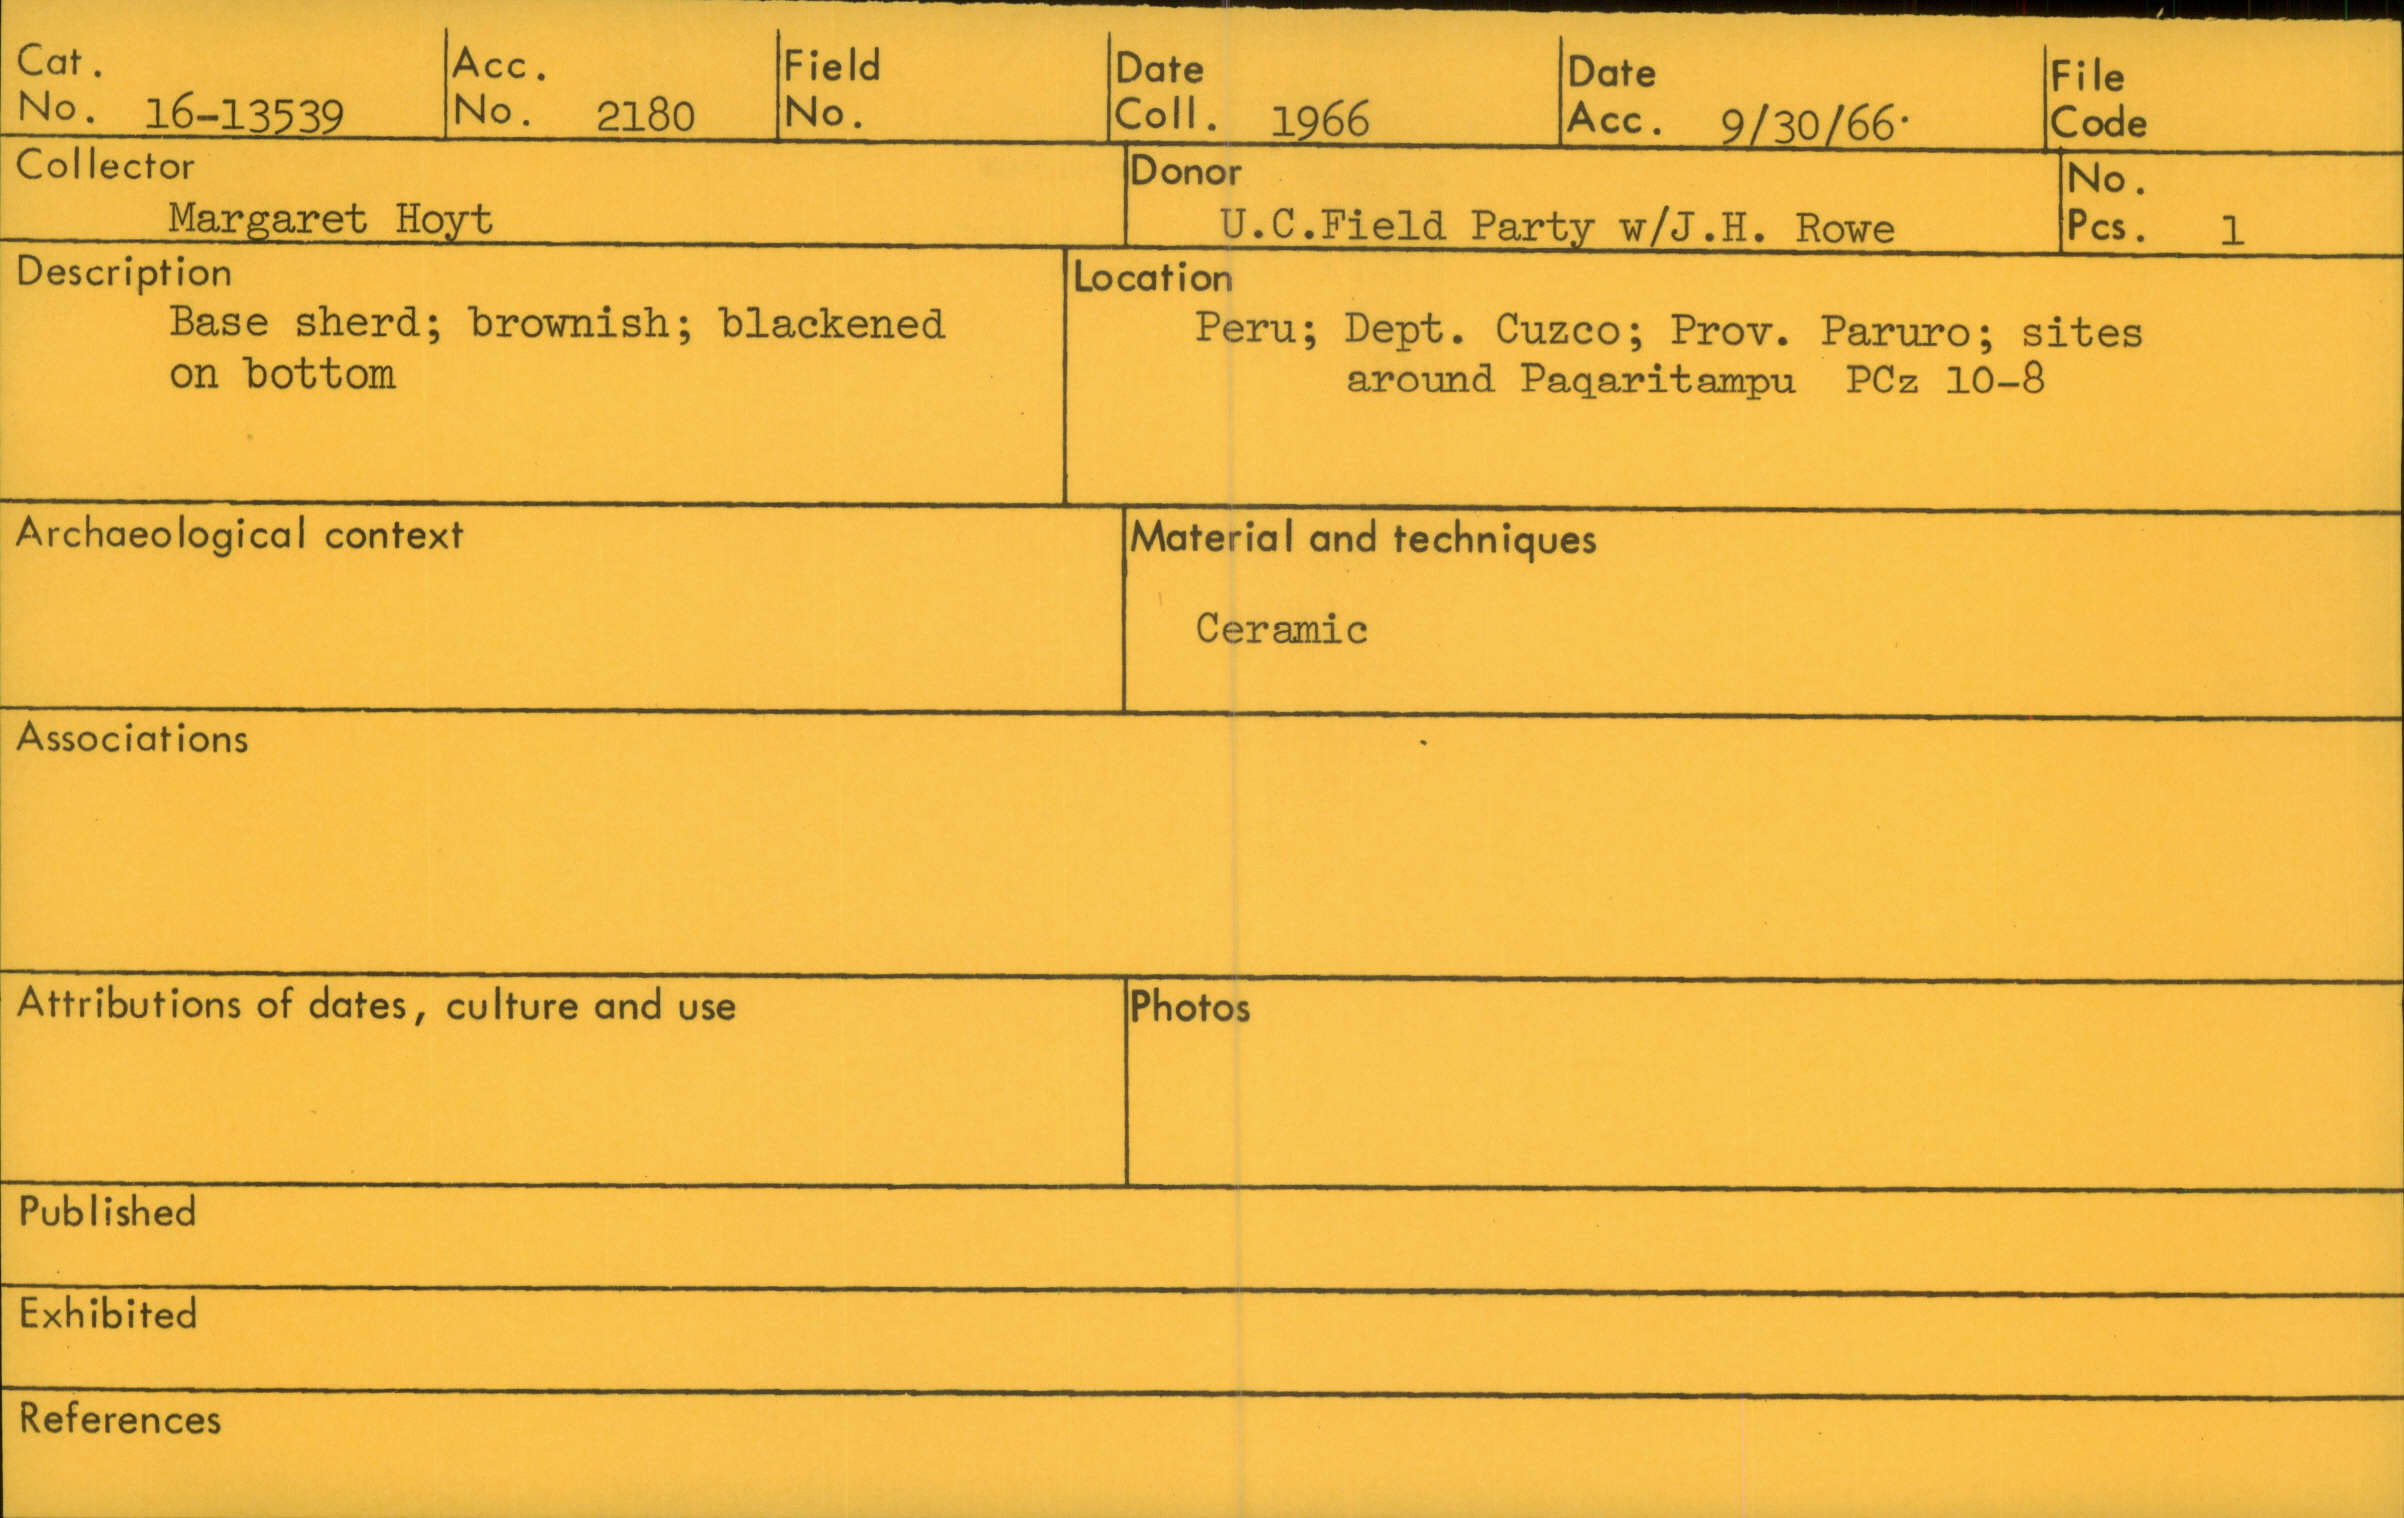 Cat. No. 16-13539 Acc. No. 2180 Field No. Date Coll. 1966 Date Acc. 9/30/66. File Code
Collector Donor No. Pcs. 1
Margaret Hoyt U.C.Field Party w/J.H. Rowe
Description Location
Base sherd; brownish; blackened Peru; Dept. Cuzco; Prov. Paruro; sites
on bottom around Paqaritampu PCz 10-8
Archaeological context Material and techniques
Ceramic
Associations
Attributions of dates, culture and use Photos
Published
Exhibited
References